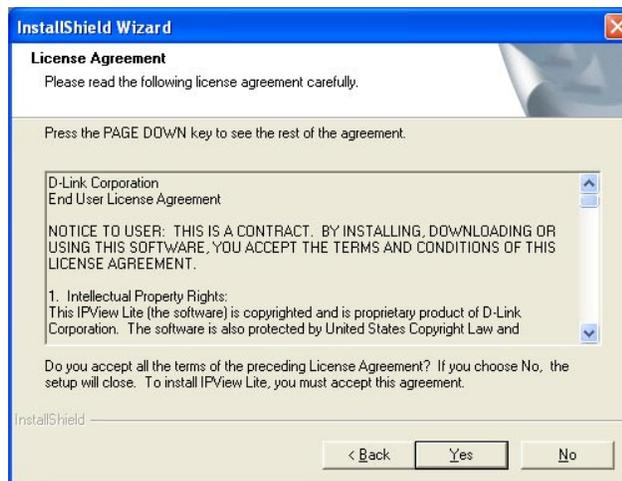 InstallShield Wizard
License Agreement
Please read the following license agreement carefully.
Press the PAGE DOWN key to see the rest of the agreement.
D-Link Corporation
End User License Agreement
NOTICE TO USER: THIS IS A CONTRACT. BY INSTALLING, DOWNLOADING OR
USING THIS SOFTWARE, YOU ACCEPT THE TERMS AND CONDITIONS OF THIS
LICENSE AGREEMENT.
1. Intellectual Property Rights:
This IPView Lite (the software) is copyrighted and is proprietary product of D-Link
Corporation. The software is also protected by United States Copyright Law and
Do you accept all the terms of the preceding License Agreement? If you choose No, the
setup will close. To install IPView Lite, you must accept this agreement.
InstallShield
< Back Yes No